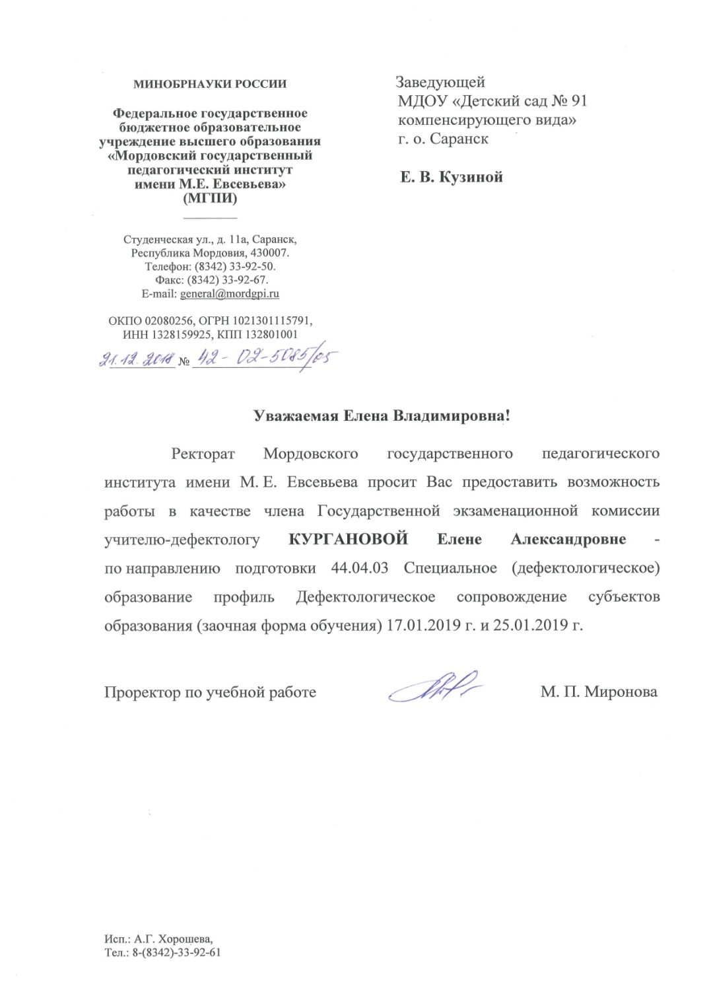 МИНОБРНАУКИ РОССИИ
Федеральное государственное
бюджетное образовательное
учреждение высшего образования
«Мордовский государственный
педагогический институт
имени М.Е. Евсевьева»
(МГПИ)
Студенческая ул., д. 11а, Саранск,
Республика Мордовия, 430007.
Телефон: (8342) 33-92-50.
Факс: (8342) 33-92-67.
E-mail: general@mordgpi.ru
ОКПО 02080256, ОГРН 1021301115791,
ИНН 1328159925, КПП 132801001
21.12.2018 № 42-02-5085/05
Заведующей
МДОУ «Детский сад № 91
компенсирующего вида»
г. о. Саранск
Е. В. Кузиной
Уважаемая Елена Владимировна!
Ректорат Мордовского государственного педагогического
института имени М. Е. Евсевьева просит Вас предоставить возможность
работы в качестве члена Государственной экзаменационной комиссии
учителю-дефектологу КУРГАНОВОЙ Елене Александровне -
по направлению подготовки 44.04.03 Специальное (дефектологическое)
образование профиль Дефектологическое сопровождение субъектов
образования (заочная форма обучения) 17.01.2019 г. и 25.01.2019 г.
Проректор по учебной работе М. П. Миронова
Исп.: А.Г. Хорошева,
Тел.: 8-(8342)-33-92-61